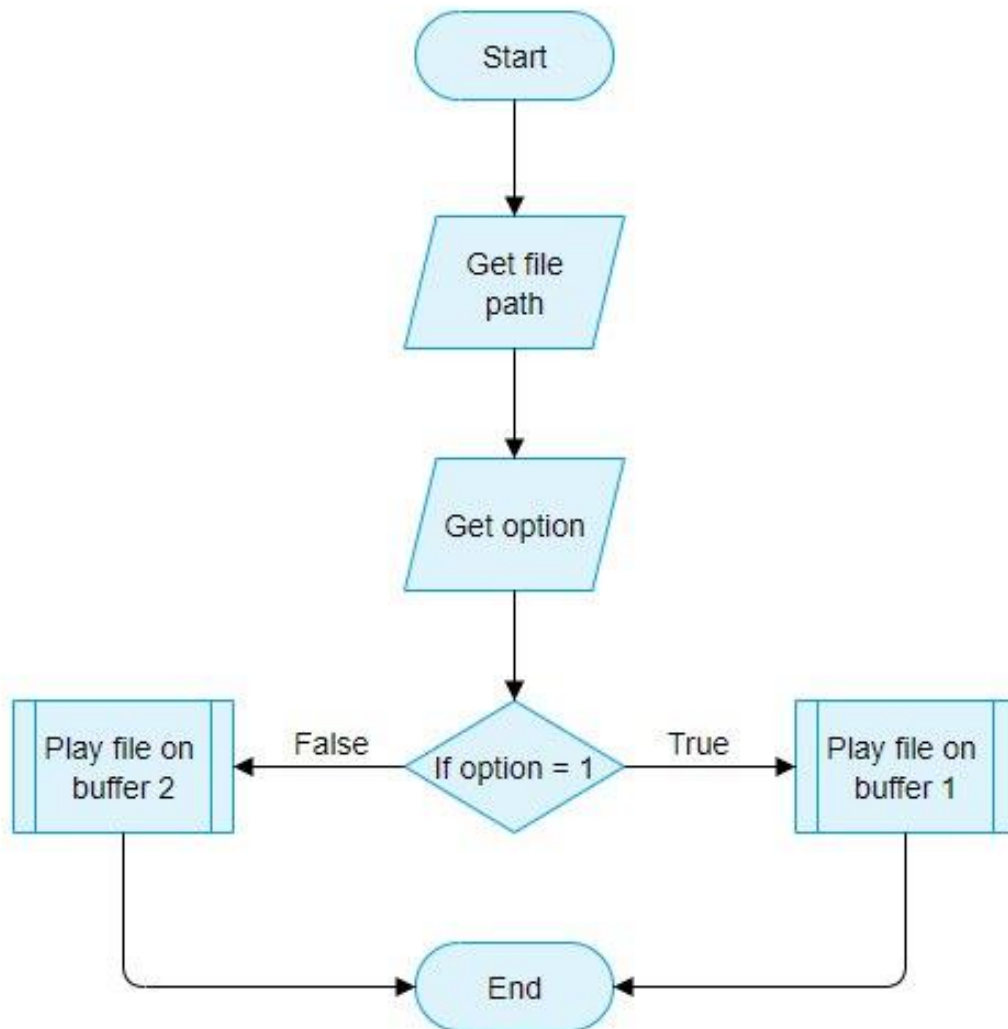 Start
Get file
path
Get option
False
If option = 1
True
Play file on
buffer 2
Play file on
buffer 1
End